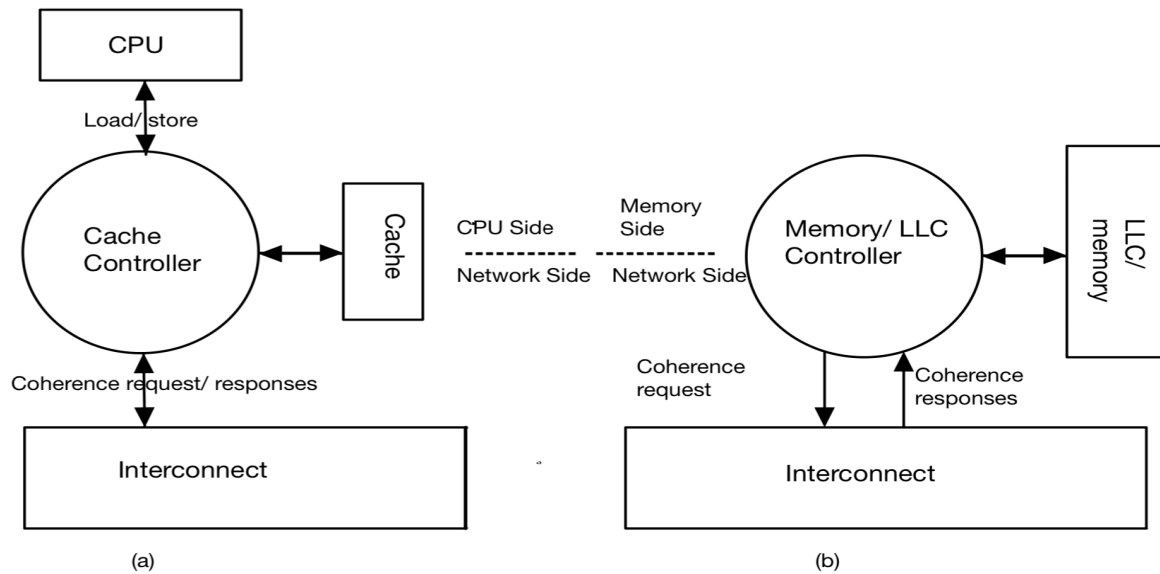 CPU
Load/ store
Cache
Controller
Cache
Coherence request/ responses
Interconnect
(a)
CPU Side
Network Side
Memory
Side
Network Side
Memory/ LLC
Controller
LLC/
memory
Coherence
request
Coherence
responses
Interconnect
(b)